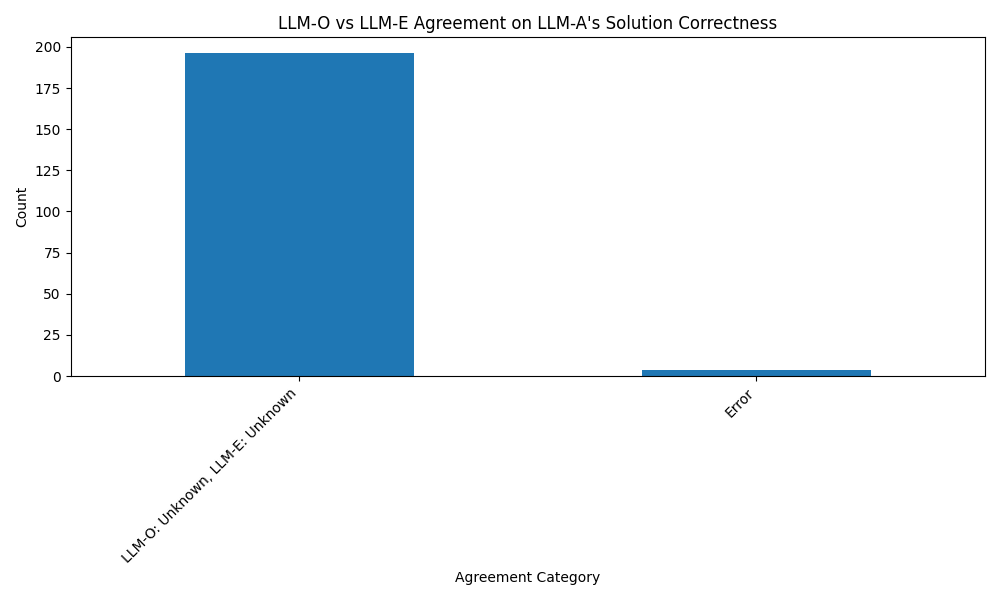 LLM-O vs LLM-E Agreement on LLM-A's Solution Correctness
200
175
150
125
100
75
50
25
0
Count
LLM-O: Unknown, LLM-E: Unknown
Error
Agreement Category